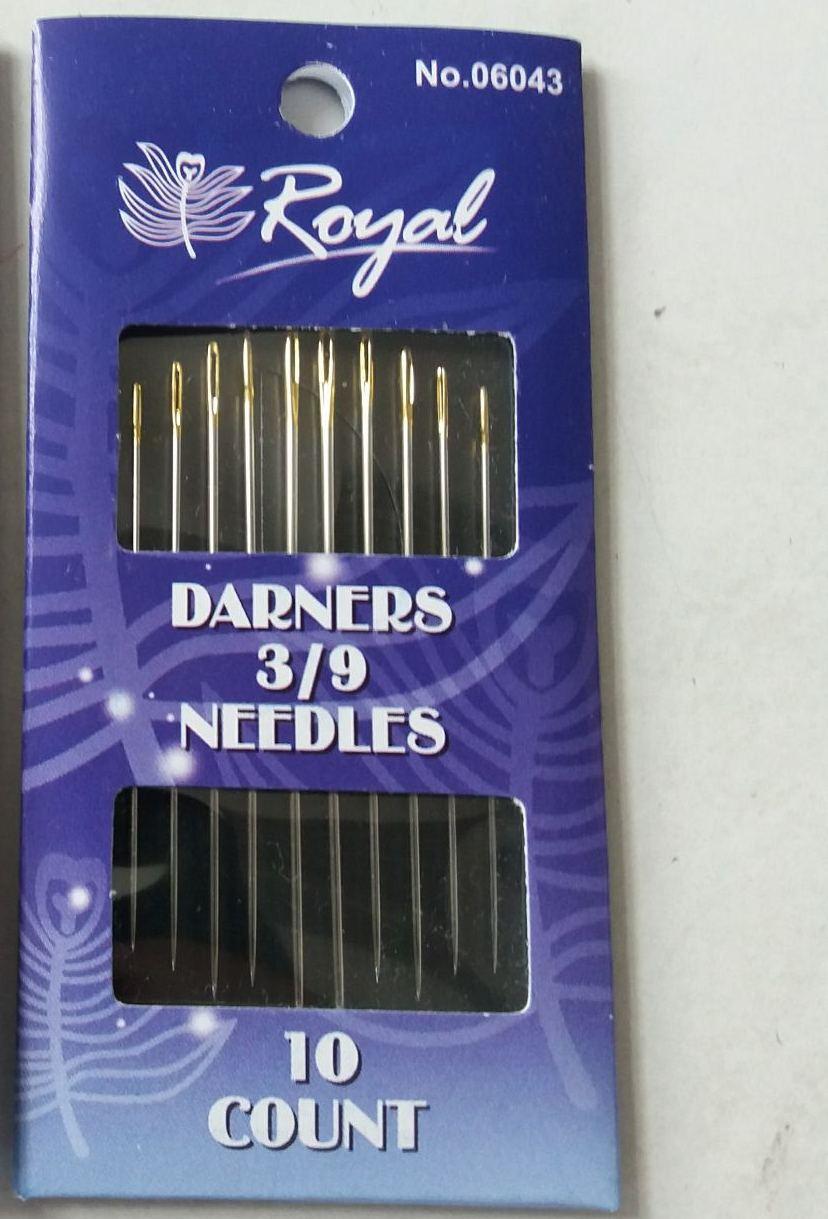 No.06043
Royal
DARNERS
3/9
NEEDLES
10
COUNT